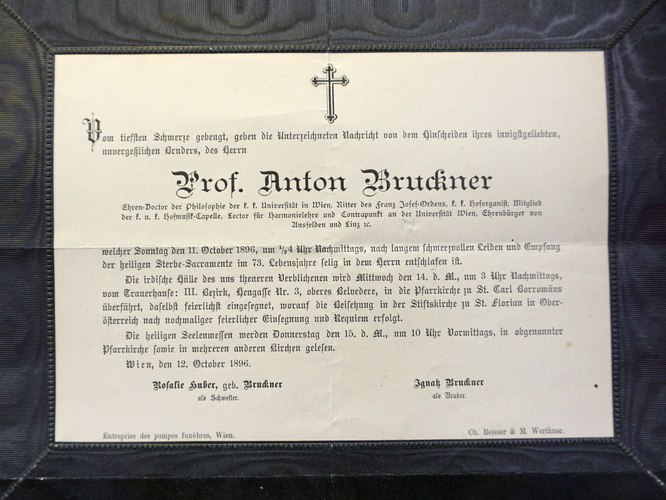 Vom tiefsten Schmerze gebeugt, geben die Unterzeichneten Nachricht von dem Hinscheiden ihres innigstgeliebten,
unvergeßlichen Bruders, des Herrn
Prof. Anton Bruckner
Ehren-Doctor der Philosophie der k. k. Universität in Wien, Ritter des Franz Josef-Ordens, k. k. Hoforganist, Mitglied
der k. u. k. Hofmusik-Capelle, Lector für Harmonielehre und Contrapunkt an der Universität Wien, Ehrenbürger von
Ansfelden und Linz ꝛc.
welcher Sonntag den 11. October 1896, um ¼4 Uhr Nachmittags, nach langem schmerzvollen Leiden und Empfang
der heiligen Sterbe-Sacramente im 73. Lebensjahre selig in dem Herrn entschlafen ist.
Die irdische Hülle des uns theueren Verblichenen wird Mittwoch den 14. d. M., um 3 Uhr Nachmittags,
vom Trauerhause: III. Bezirk, Heugasse Nr. 3, oberes Belvedere, in die Pfarrkirche zu St. Carl Borromäus
überführt, daselbst feierlichst eingesegnet, worauf die Beisetzung in der Stiftskirche zu St. Florian in Ober-
österreich nach nochmaliger feierlicher Einsegnung und Requiem erfolgt.
Die heiligen Seelenmessen werden Donnerstag den 15. d. M., um 10 Uhr Vormittags, in obgenannter
Pfarrkirche sowie in mehreren anderen Kirchen gelesen.
Wien, den 12. October 1896.
Rosalie Huber, geb. Bruckner
als Schwester.
Ignatz Bruckner
als Bruder.
Entreprise des pompes funèbres, Wien.
Ch. Reisser & M. Werthner.